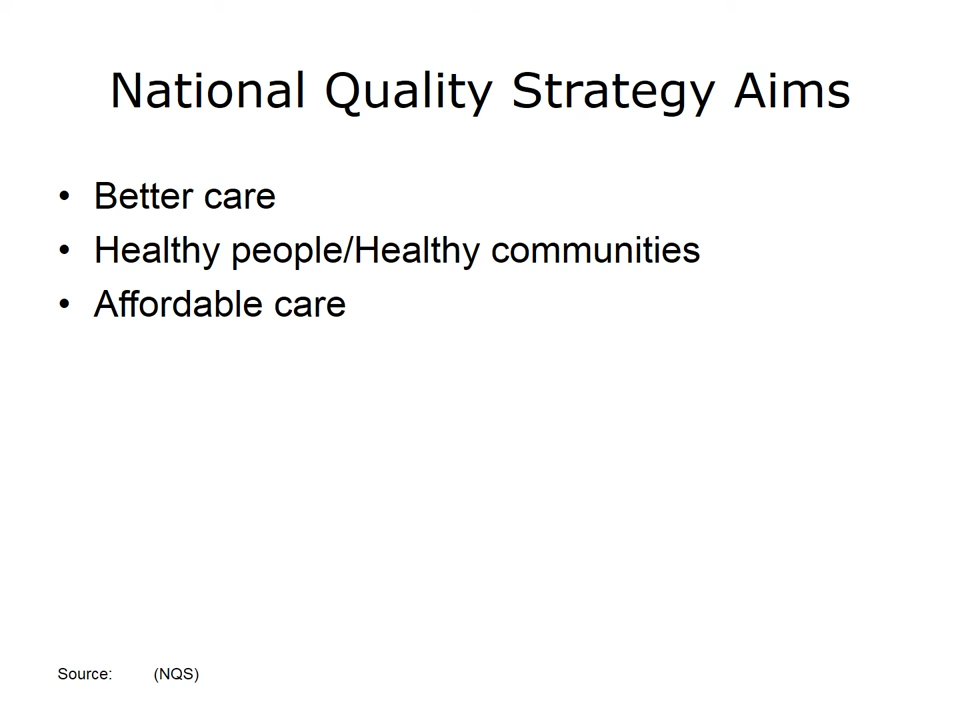 National Quality Strategy Aims
• Better care
• Healthy people/Healthy communities
• Affordable care
Source: (NQS)